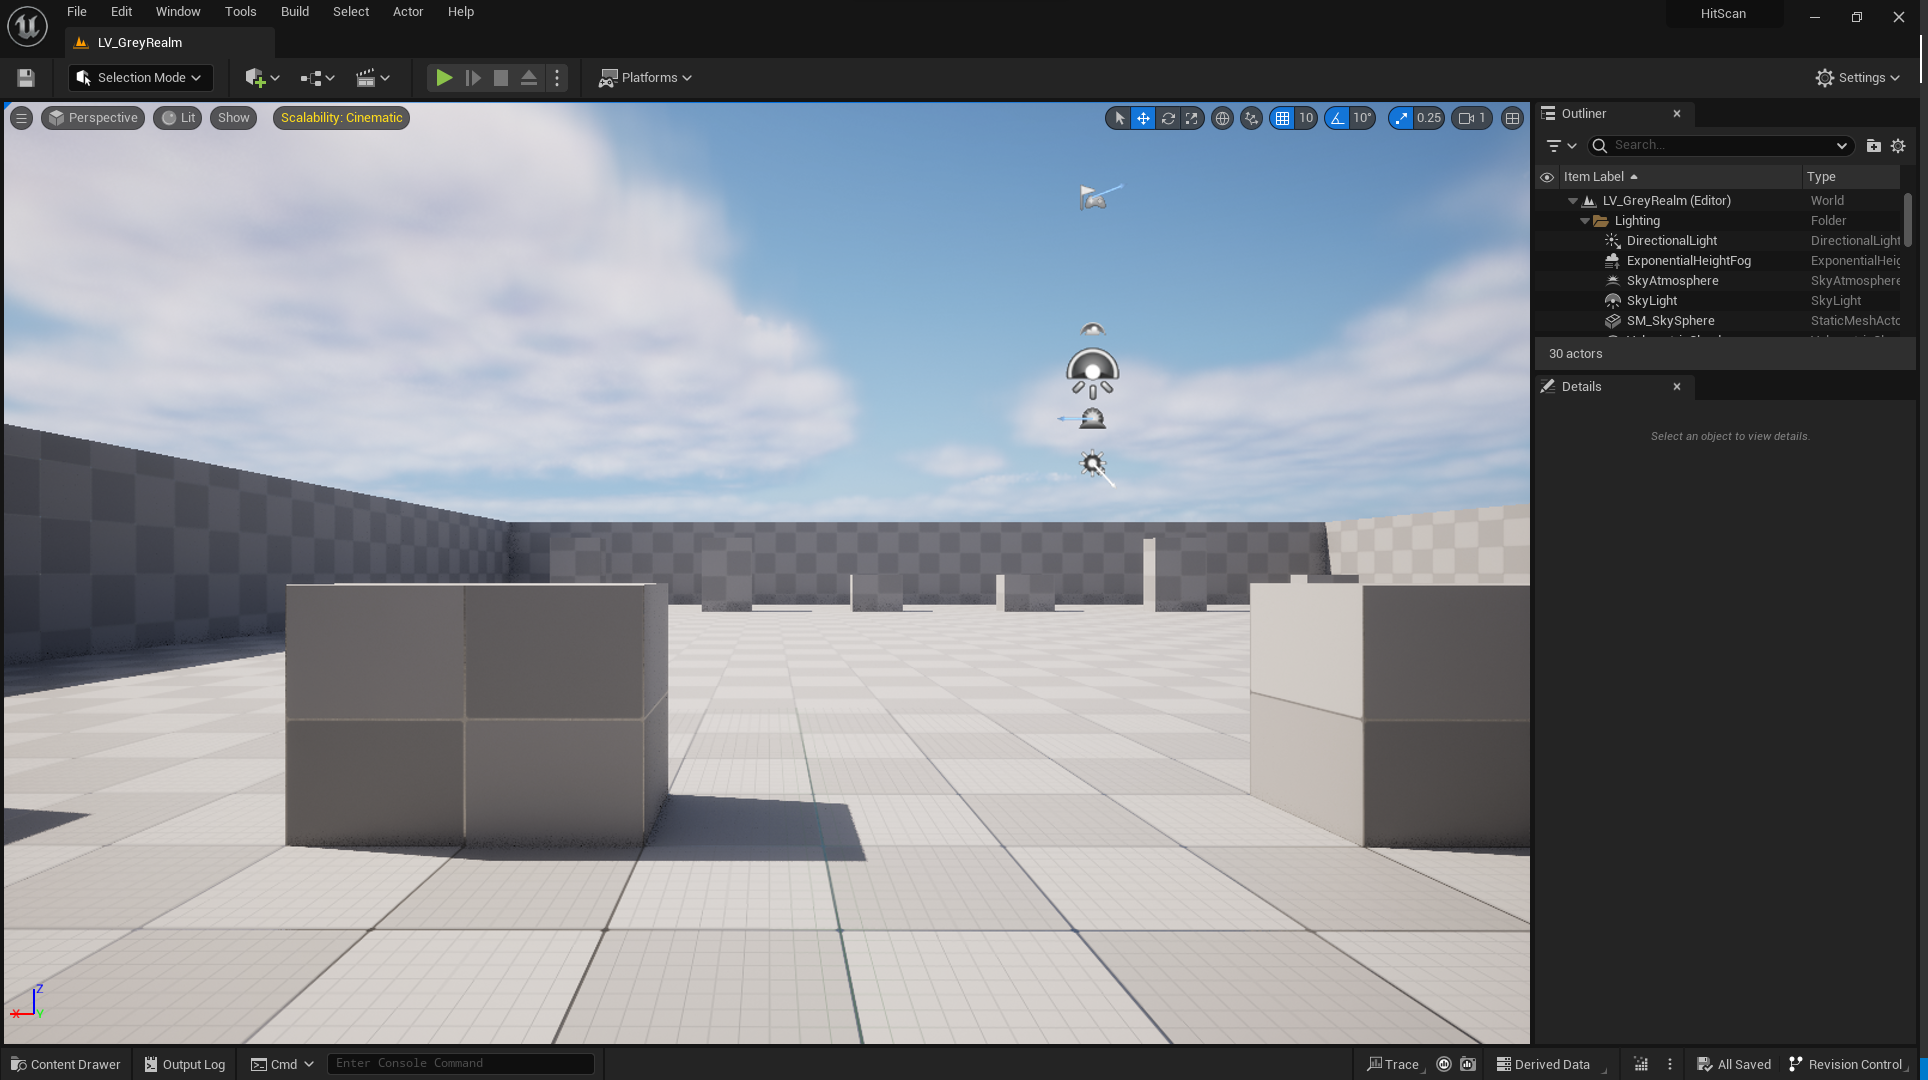 File Edit Window Tools Build Select Actor Help
HitScan
LV_GreyRealm
Selection Mode
Platforms
Settings
Perspective Lit Show Scalability: Cinematic
10 10° 0.25 1
Outliner
Search...
Item Label Type
LV_GreyRealm (Editor) World
Lighting Folder
DirectionalLight DirectionalLight
ExponentialHeightFog ExponentialHeig
SkyAtmosphere SkyAtmosphere
SkyLight SkyLight
SM_SkySphere StaticMeshActo
30 actors
Details
Select an object to view details.
Z
X Y
Content Drawer Output Log Cmd Enter Console Command
Trace Derived Data All Saved Revision Control